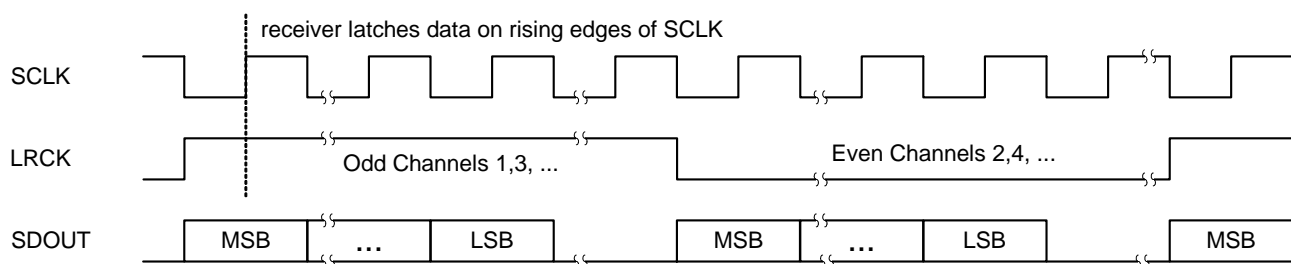 receiver latches data on rising edges of SCLK
SCLK
LRCK
Odd Channels 1,3, ...
Even Channels 2,4, ...
SDOUT
MSB
...
LSB
MSB
...
LSB
MSB